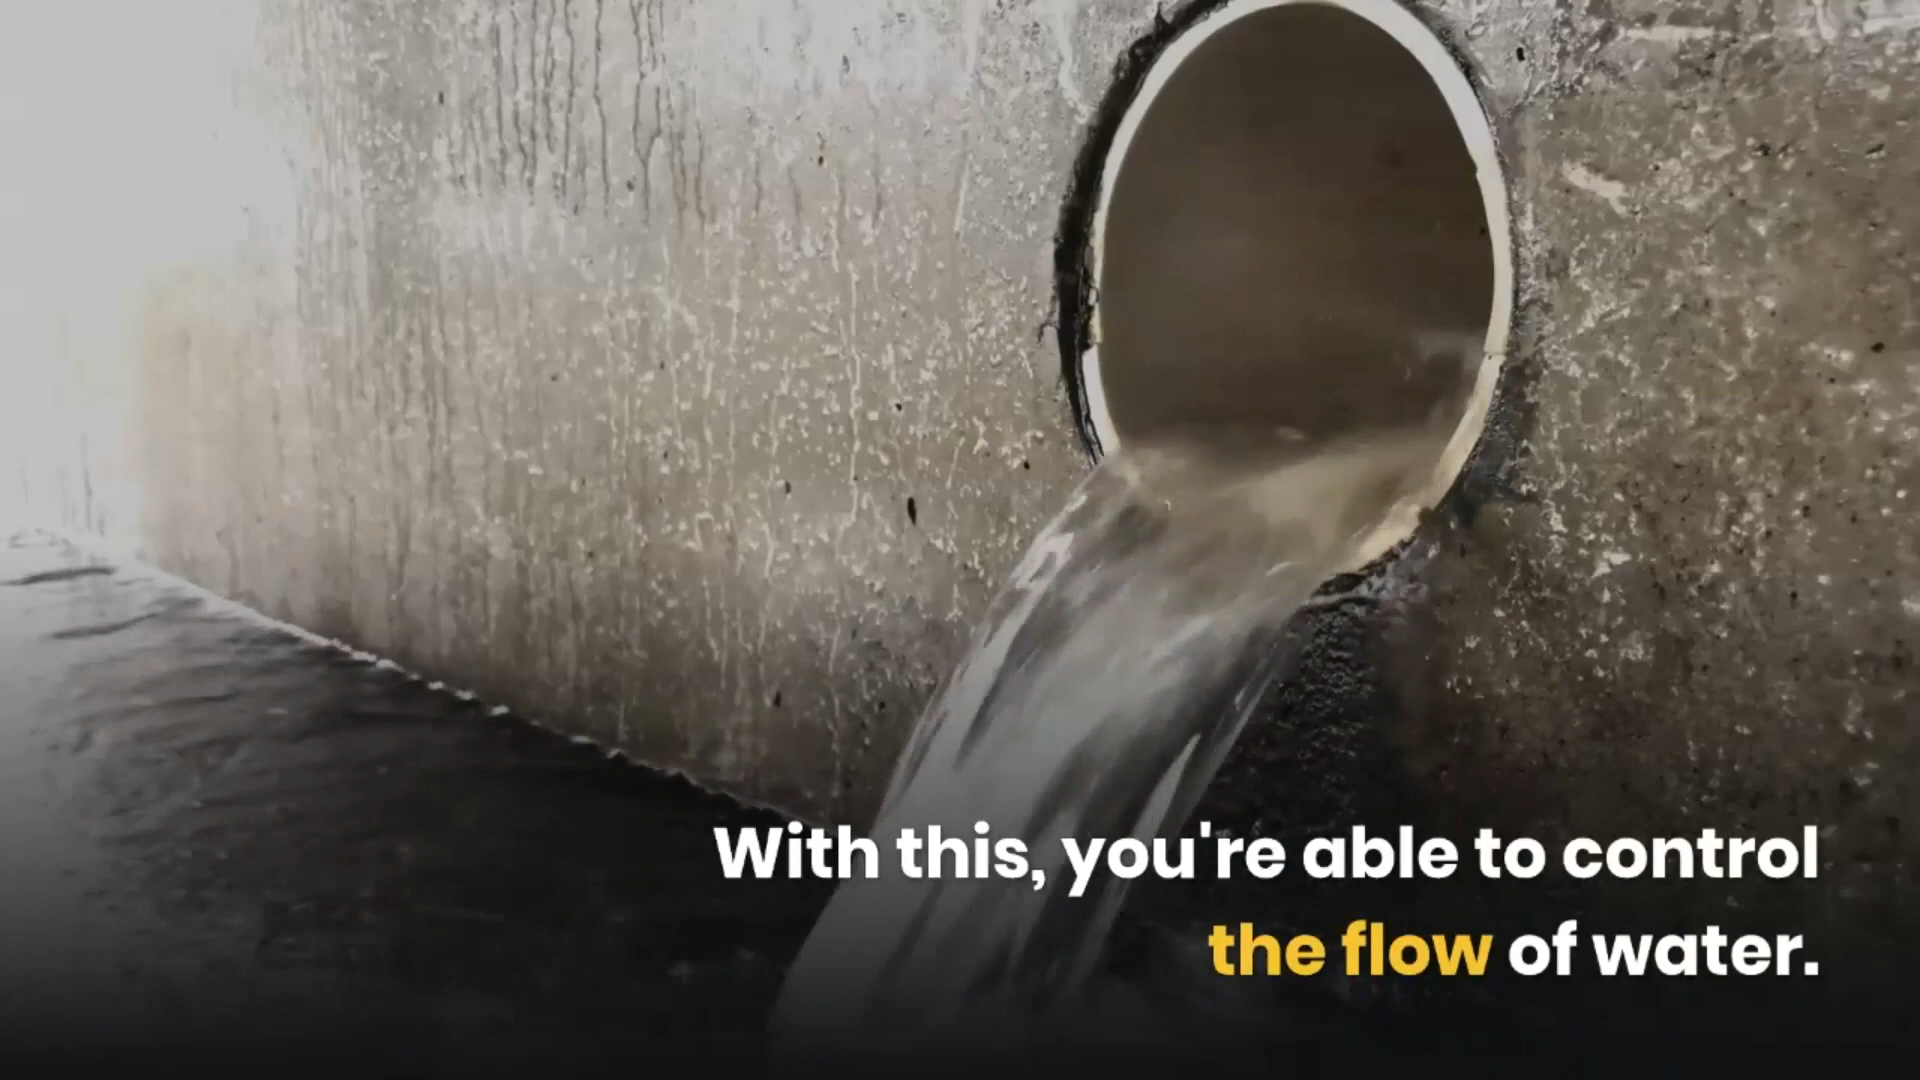 With this, you're able to control
the flow of water.